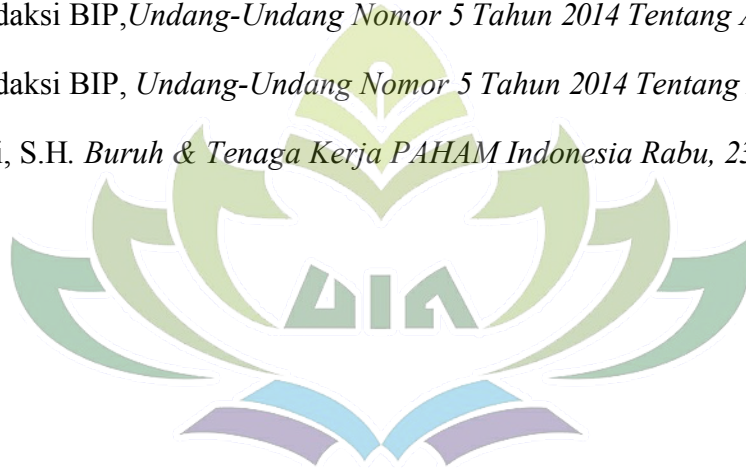 daksi BIP,Undang-Undang Nomor 5 Tahun 2014 Tentang
daksi BIP, Undang-Undang Nomor 5 Tahun 2014 Tentang
i, S.H. Buruh & Tenaga Kerja PAHAM Indonesia Rabu, 23
UIN